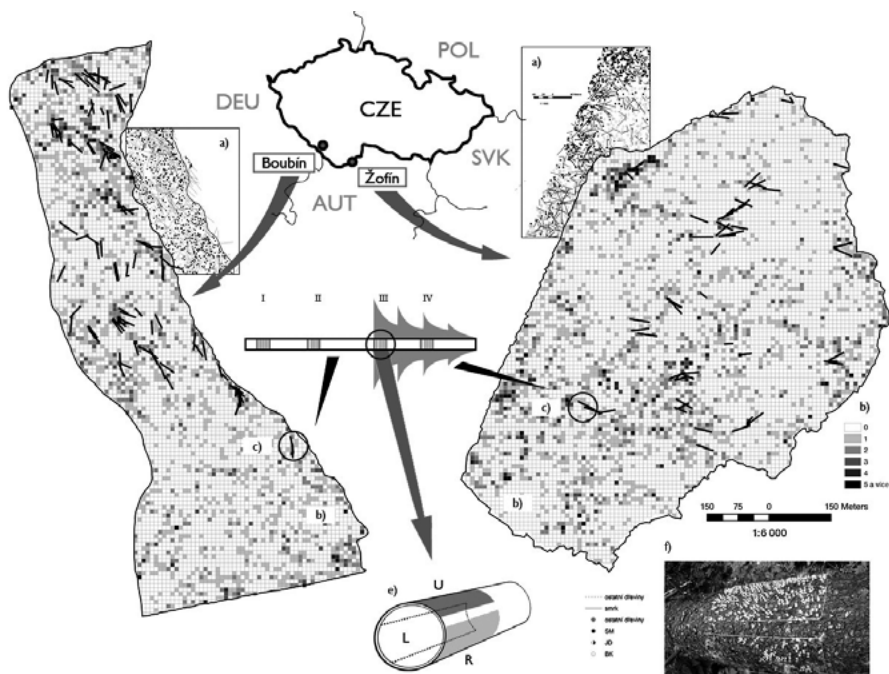 POL
a)
DEU
CZE
a)
Boubín
SVK
Žofín
AUT
I II III IV
c)
c)
b)
0
1
2
3
4
5 a více
b)
b)
150 75 0 150 Meters
1:6 000
f)
e)
U
L
R
ostatní dřeviny
smrk
ostatní dřeviny
SM
JD
BK